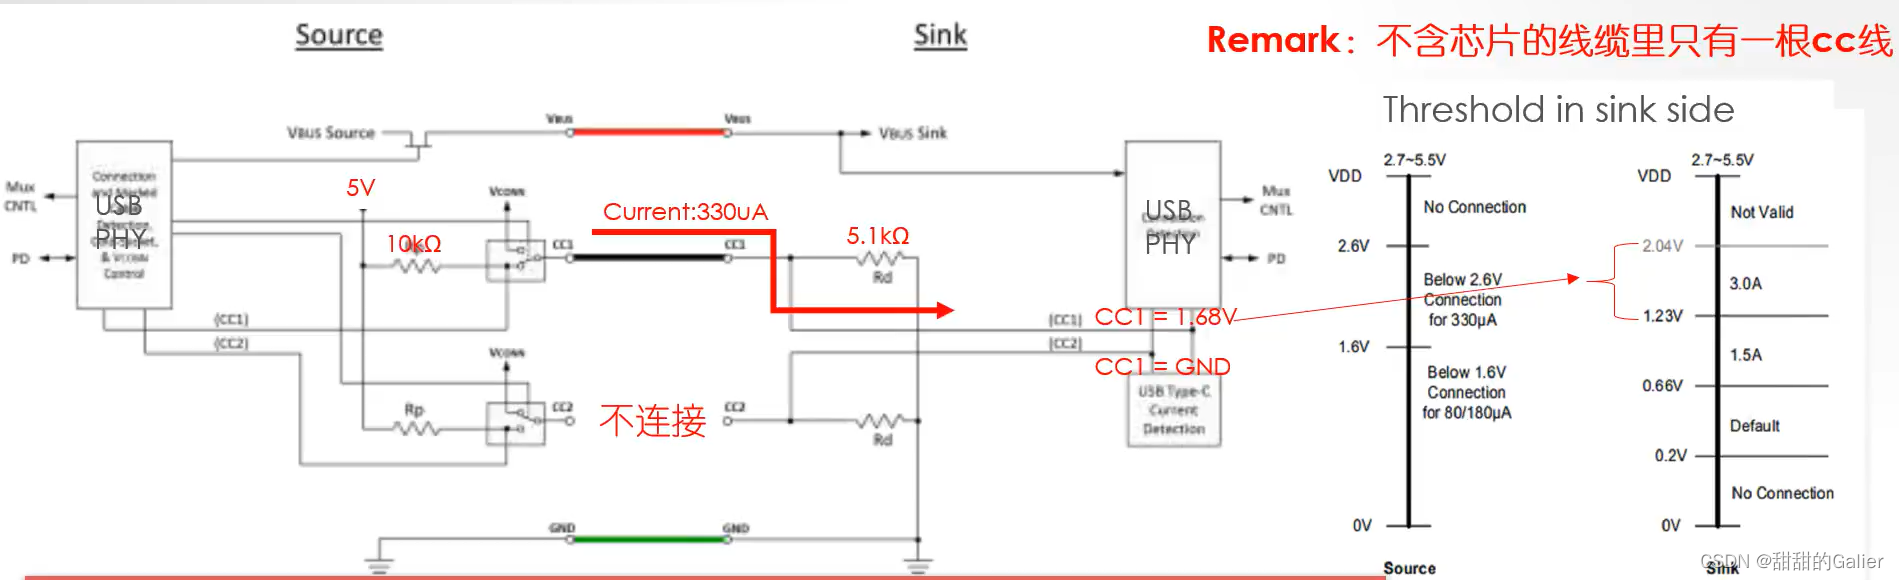 Source
Sink
Remark：不含芯片的线缆里只有一根cc线
Threshold in sink side
VBUS Source
VBUS
VBUS
VBUS Sink
Mux
CNTL
PD
Connection
and Marked
Detection,
& VCONN
Control
USB
PHY
5V
10kΩ
VCONN
CC1
Current:330uA
CC1
5.1kΩ
Rd
USB
PHY
Detection
Mux
CNTL
PD
(CC1)
(CC2)
(CC1)
(CC2)
CC1 = 1.68V
CC1 = GND
VCONN
Rp
CC2
不连接
CC2
Rd
USB Type-C
Current
Detection
GND
GND
2.7~5.5V
VDD
No Connection
2.6V
Below 2.6V
Connection
for 330µA
1.6V
Below 1.6V
Connection
for 80/180µA
0V
Source
2.7~5.5V
VDD
Not Valid
2.04V
3.0A
1.23V
1.5A
0.66V
Default
0.2V
No Connection
0V
Sink
CSDN @甜甜的Galier